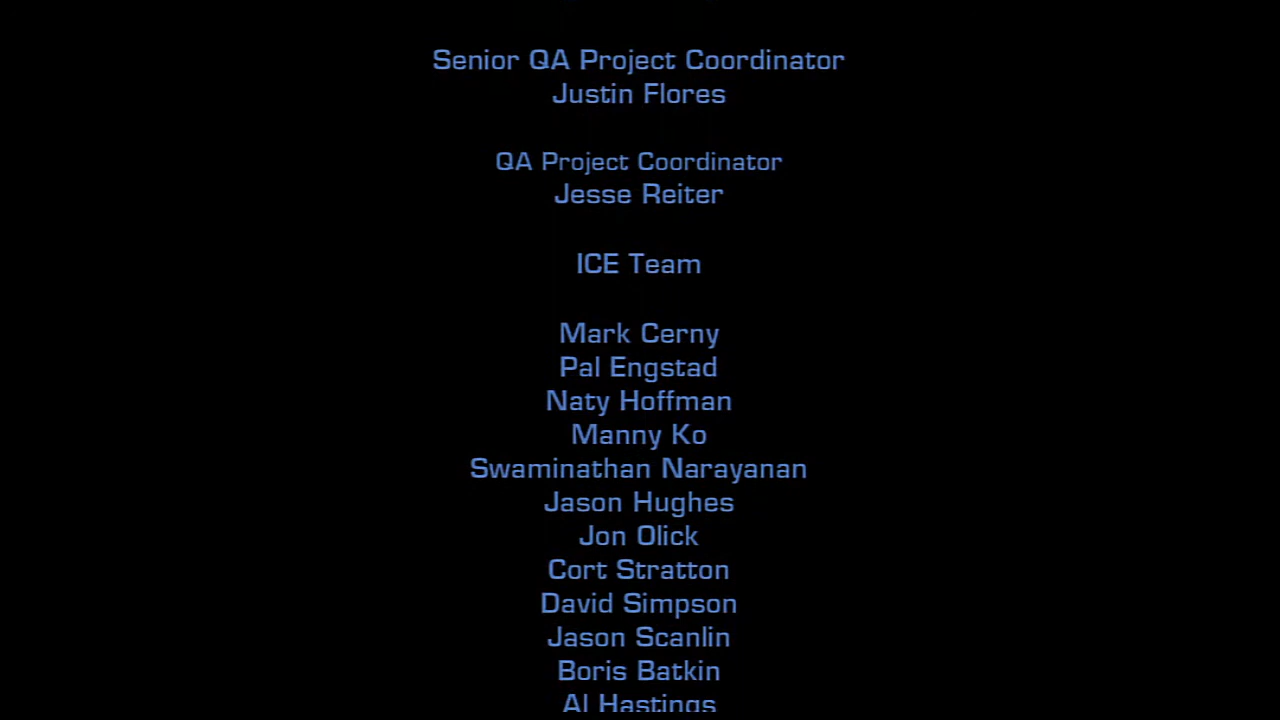 Senior QA Project Coordinator
Justin Flores
QA Project Coordinator
Jesse Reiter
ICE Team
Mark Cerny
Pal Engstad
Naty Hoffman
Manny Ko
Swaminathan Narayanan
Jason Hughes
Jon Olick
Cort Stratton
David Simpson
Jason Scanlin
Boris Batkin
Al Hastings